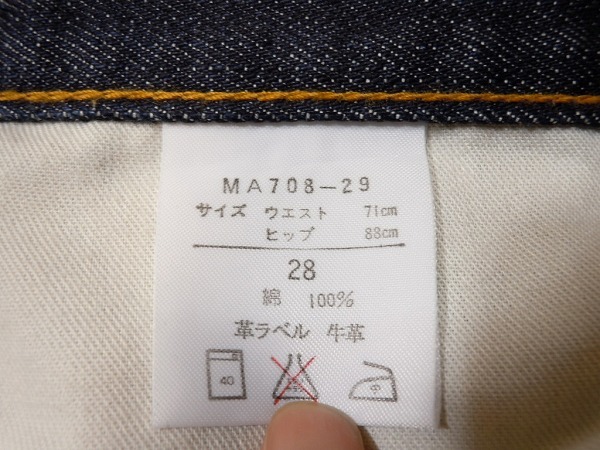 MA708-29
サイズ ウエスト 71cm
ヒップ 88cm
28
綿 100%
革ラベル 牛革
40